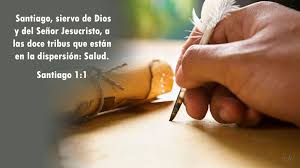 Santiago, siervo de Dios
y del Señor Jesucristo, a
las doce tribus que están
en la dispersión: Salud.
Santiago 1:1